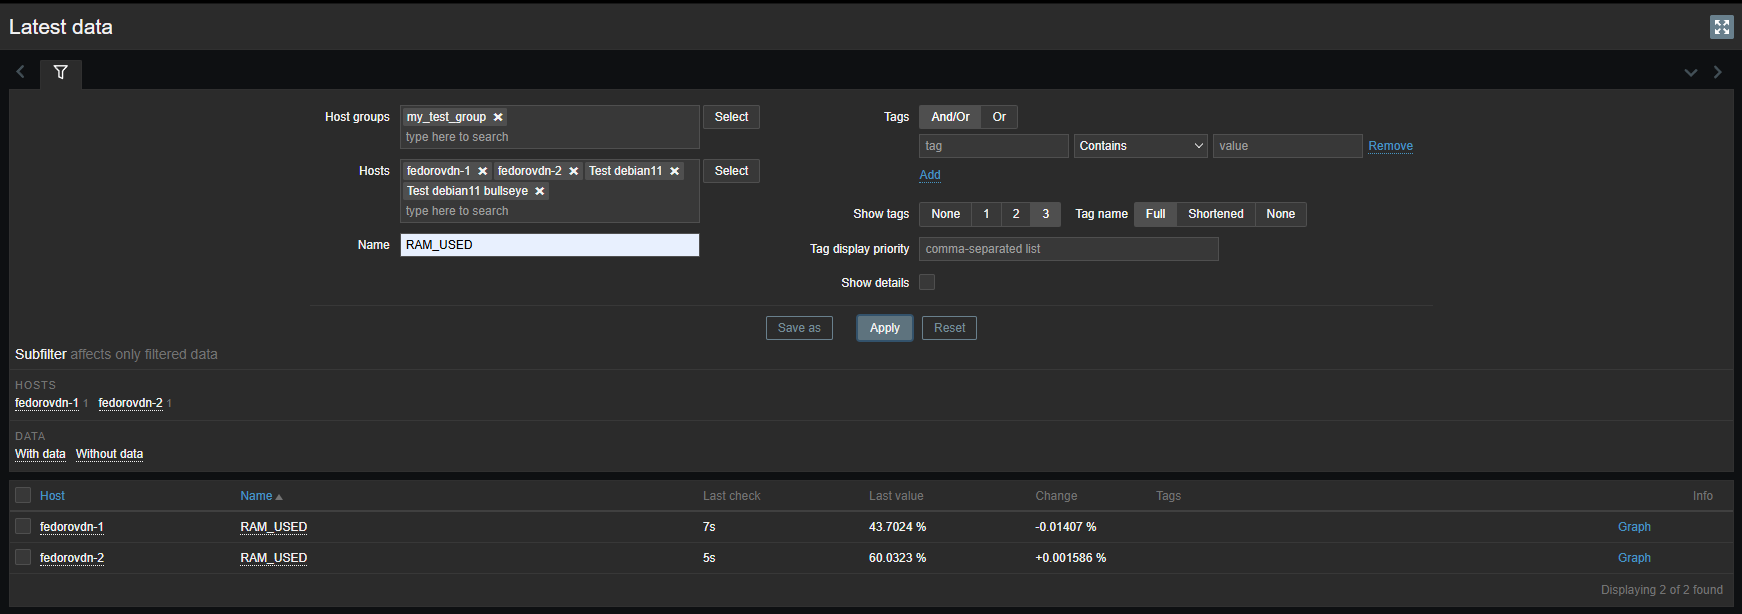 Latest data
Host groups my_test_group Select Tags And/Or Or
type here to search
tag Contains value Remove
Hosts fedorovdn-1 fedorovdn-2 Test debian11 Select
Add
Test debian11 bullseye
type here to search
Show tags None 1 2 3 Tag name Full Shortened None
Name RAM_USED
Tag display priority comma-separated list
Show details
Save as Apply Reset
Subfilter affects only filtered data
HOSTS
fedorovdn-1 1 fedorovdn-2 1
DATA
With data Without data
Host Name Last check Last value Change Tags Info
fedorovdn-1 RAM_USED 7s 43.7024 % -0.01407 % Graph
fedorovdn-2 RAM_USED 5s 60.0323 % +0.001586 % Graph
Displaying 2 of 2 found